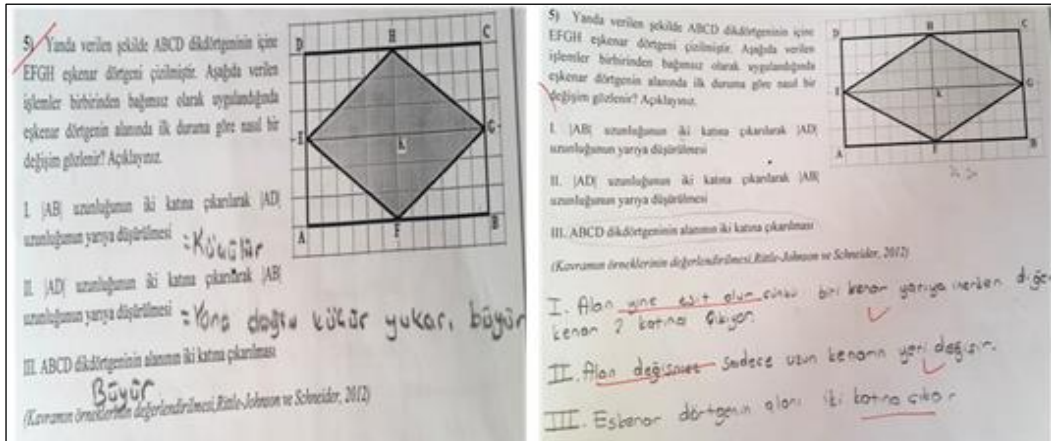 5) Yanda verilen şekilde ABCD dikdörtgeninin içine
EFGH eşkenar dörtgeni çizilmiştir. Aşağıda verilen
işlemler birbirinden bağımsız olarak uygulandığında
eşkenar dörtgenin alanında ilk duruma göre nasıl bir
değişim gözlenir? Açıklayınız.
D H C
E K G
A F B
I. |AB| uzunluğunun iki katına çıkarılarak |AD|
uzunluğunun yarıya düşürülmesi = Küçülür
II. |AD| uzunluğunun iki katına çıkarılarak |AB|
uzunluğunun yarıya düşürülmesi = Yana doğru küçür yukarı büyür
III. ABCD dikdörtgeninin alanının iki katına çıkarılması
Büyür
(Kavramın örneklerinin değerlendirilmesi, Rittle-Johnson ve Schneider, 2012)
5) Yanda verilen şekilde ABCD dikdörtgeninin içine
EFGH eşkenar dörtgeni çizilmiştir. Aşağıda verilen
işlemler birbirinden bağımsız olarak uygulandığında
eşkenar dörtgenin alanında ilk duruma göre nasıl bir
değişim gözlenir? Açıklayınız.
D H C
E K G
A F B
I. |AB| uzunluğunun iki katına çıkarılarak |AD|
uzunluğunun yarıya düşürülmesi
II. |AD| uzunluğunun iki katına çıkarılarak |AB|
uzunluğunun yarıya düşürülmesi
III. ABCD dikdörtgeninin alanının iki katına çıkarılması
(Kavramın örneklerinin değerlendirilmesi, Rittle-Johnson ve Schneider, 2012)
I. Alan yine eşit olur çünkü biri kenar yarıya inerken diğer
kenar 2 katına çıkıyor.
II. Alan değişmez sadece uzun kenarın yeri değişir.
III. Eşkenar dörtgenin alanı iki katına çıkar